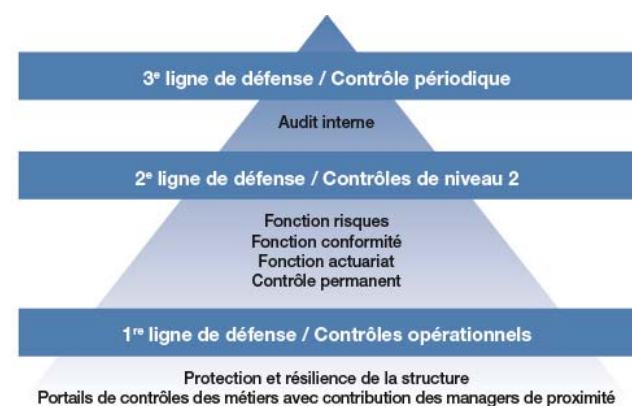 3e ligne de défense / Contrôle périodique
Audit interne
2e ligne de défense / Contrôles de niveau 2
Fonction risques
Fonction conformité
Fonction actuariat
Contrôle permanent
1re ligne de défense / Contrôles opérationnels
Protection et résilience de la structure
Portails de contrôles des métiers avec contribution des managers de proximité